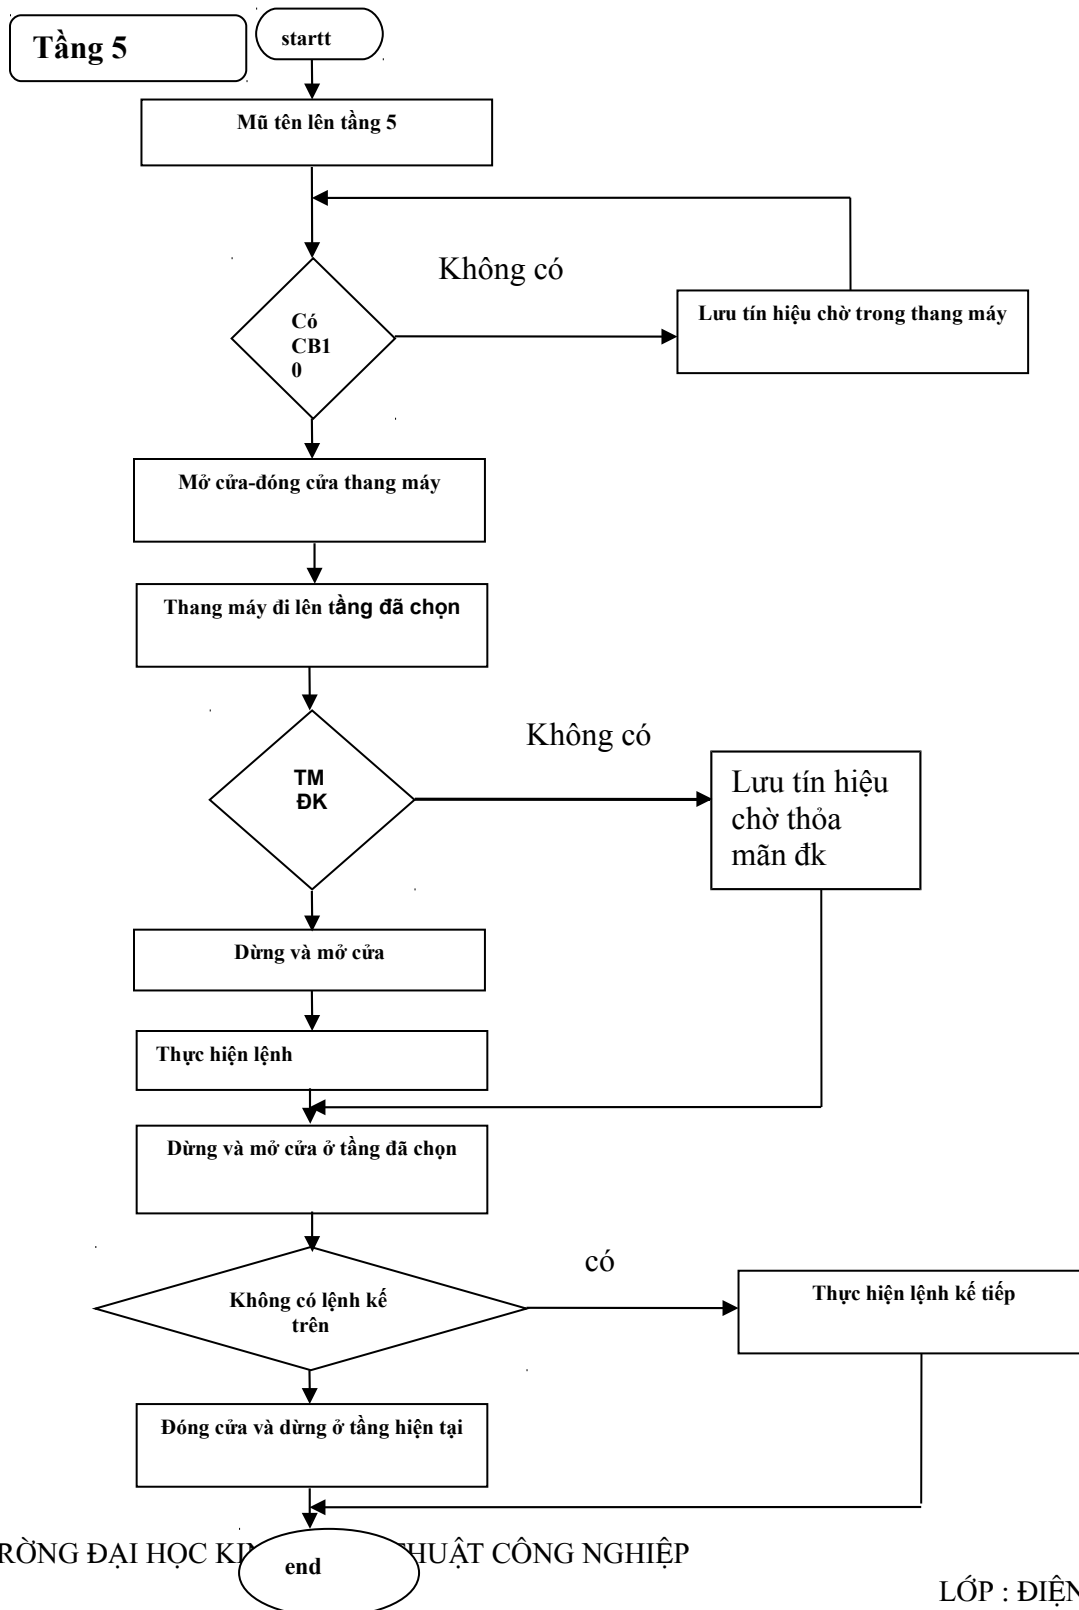 Tầng 5
startt
Mũ tên lên tầng 5
Không có
Có
CB1
0
Lưu tín hiệu chờ trong thang máy
Mở cửa-đóng cửa thang máy
Thang máy đi lên tầng đã chọn
Không có
TM
ĐK
Lưu tín hiệu
chờ thỏa
mãn đk
Dừng và mở cửa
Thực hiện lệnh
Dừng và mở cửa ở tầng đã chọn
có
Không có lệnh kế
trên
Thực hiện lệnh kế tiếp
Đóng cửa và dừng ở tầng hiện tại
end
RỜNG ĐẠI HỌC THUẬT CÔNG NGHIỆP
LỚP : ĐIỆN